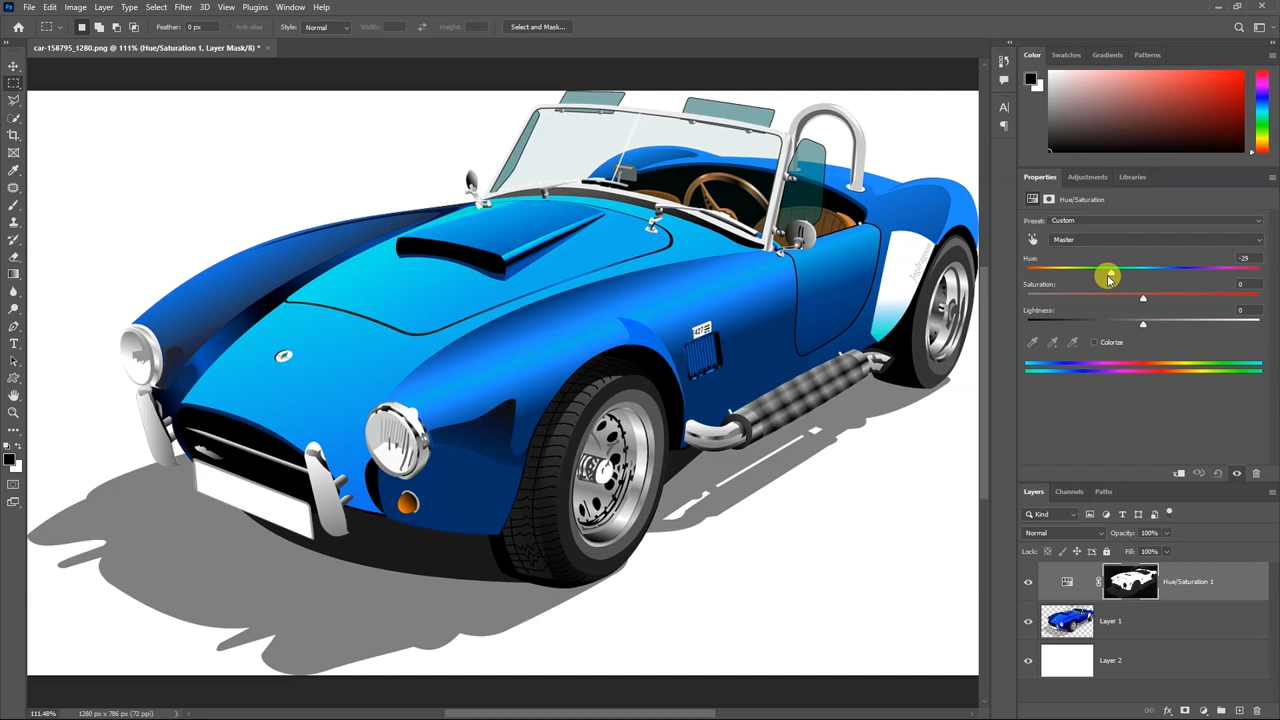 Ps File Edit Image Layer Type Select Filter 3D View Plugins Window Help
Feather: 0 px Anti-alias Style: Normal Width: Height: Select and Mask...
car-158795_1280.png @ 111% (Hue/Saturation 1, Layer Mask/8) *
Color Swatches Gradients Patterns
Properties Adjustments Libraries
Hue/Saturation
Preset: Custom
Master
Hue: -29
Saturation: 0
Lightness: 0
Colorize
427
Layers Channels Paths
Kind
Normal Opacity: 100%
Lock: Fill: 100%
Hue/Saturation 1
Layer 1
Layer 2
111.48% 1280 px x 786 px (72 ppi)